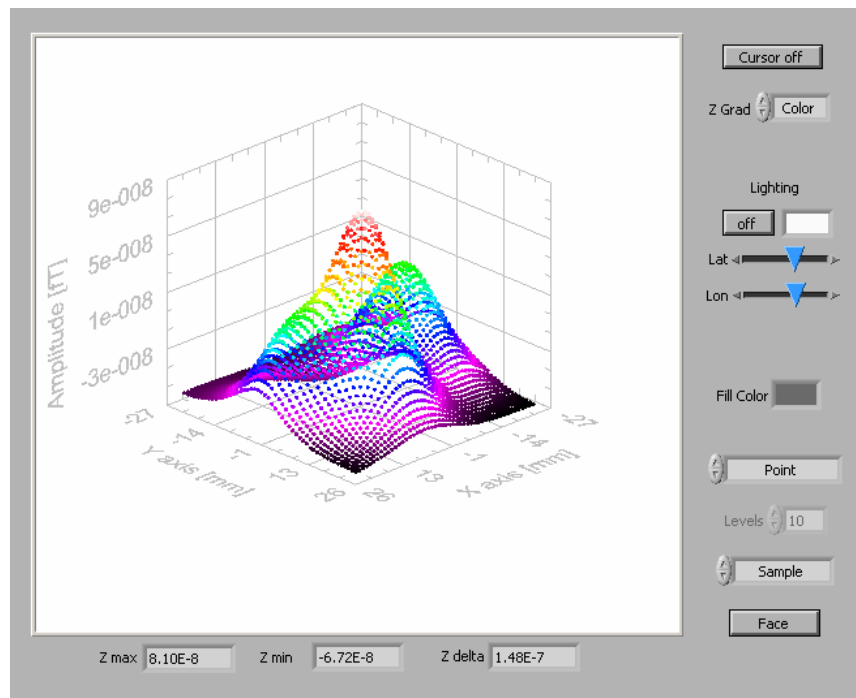 Cursor off
Z Grad Color
Lighting
off
Lat
Lon
Fill Color
Point
Levels 10
Sample
Face
Amplitude [fT]
9e-008
5e-008
1e-008
-3e-008
-27
-14
-1
13
26
Y axis [mm]
26
13
-1
-14
-27
X axis [mm]
Z max 8.10E-8 Z min -6.72E-8 Z delta 1.48E-7